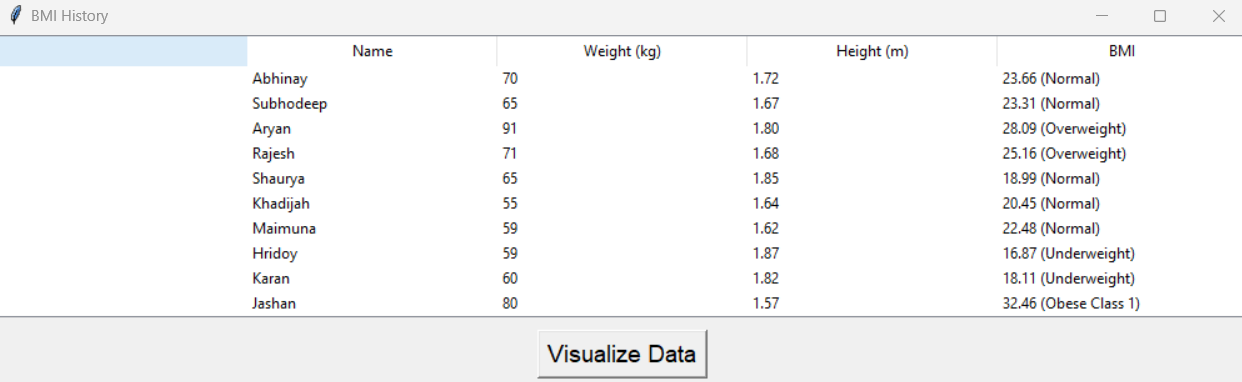 BMI History
Name Weight (kg) Height (m) BMI
Abhinay 70 1.72 23.66 (Normal)
Subhodeep 65 1.67 23.31 (Normal)
Aryan 91 1.80 28.09 (Overweight)
Rajesh 71 1.68 25.16 (Overweight)
Shaurya 65 1.85 18.99 (Normal)
Khadijah 55 1.64 20.45 (Normal)
Maimuna 59 1.62 22.48 (Normal)
Hridoy 59 1.87 16.87 (Underweight)
Karan 60 1.82 18.11 (Underweight)
Jashan 80 1.57 32.46 (Obese Class 1)
Visualize Data